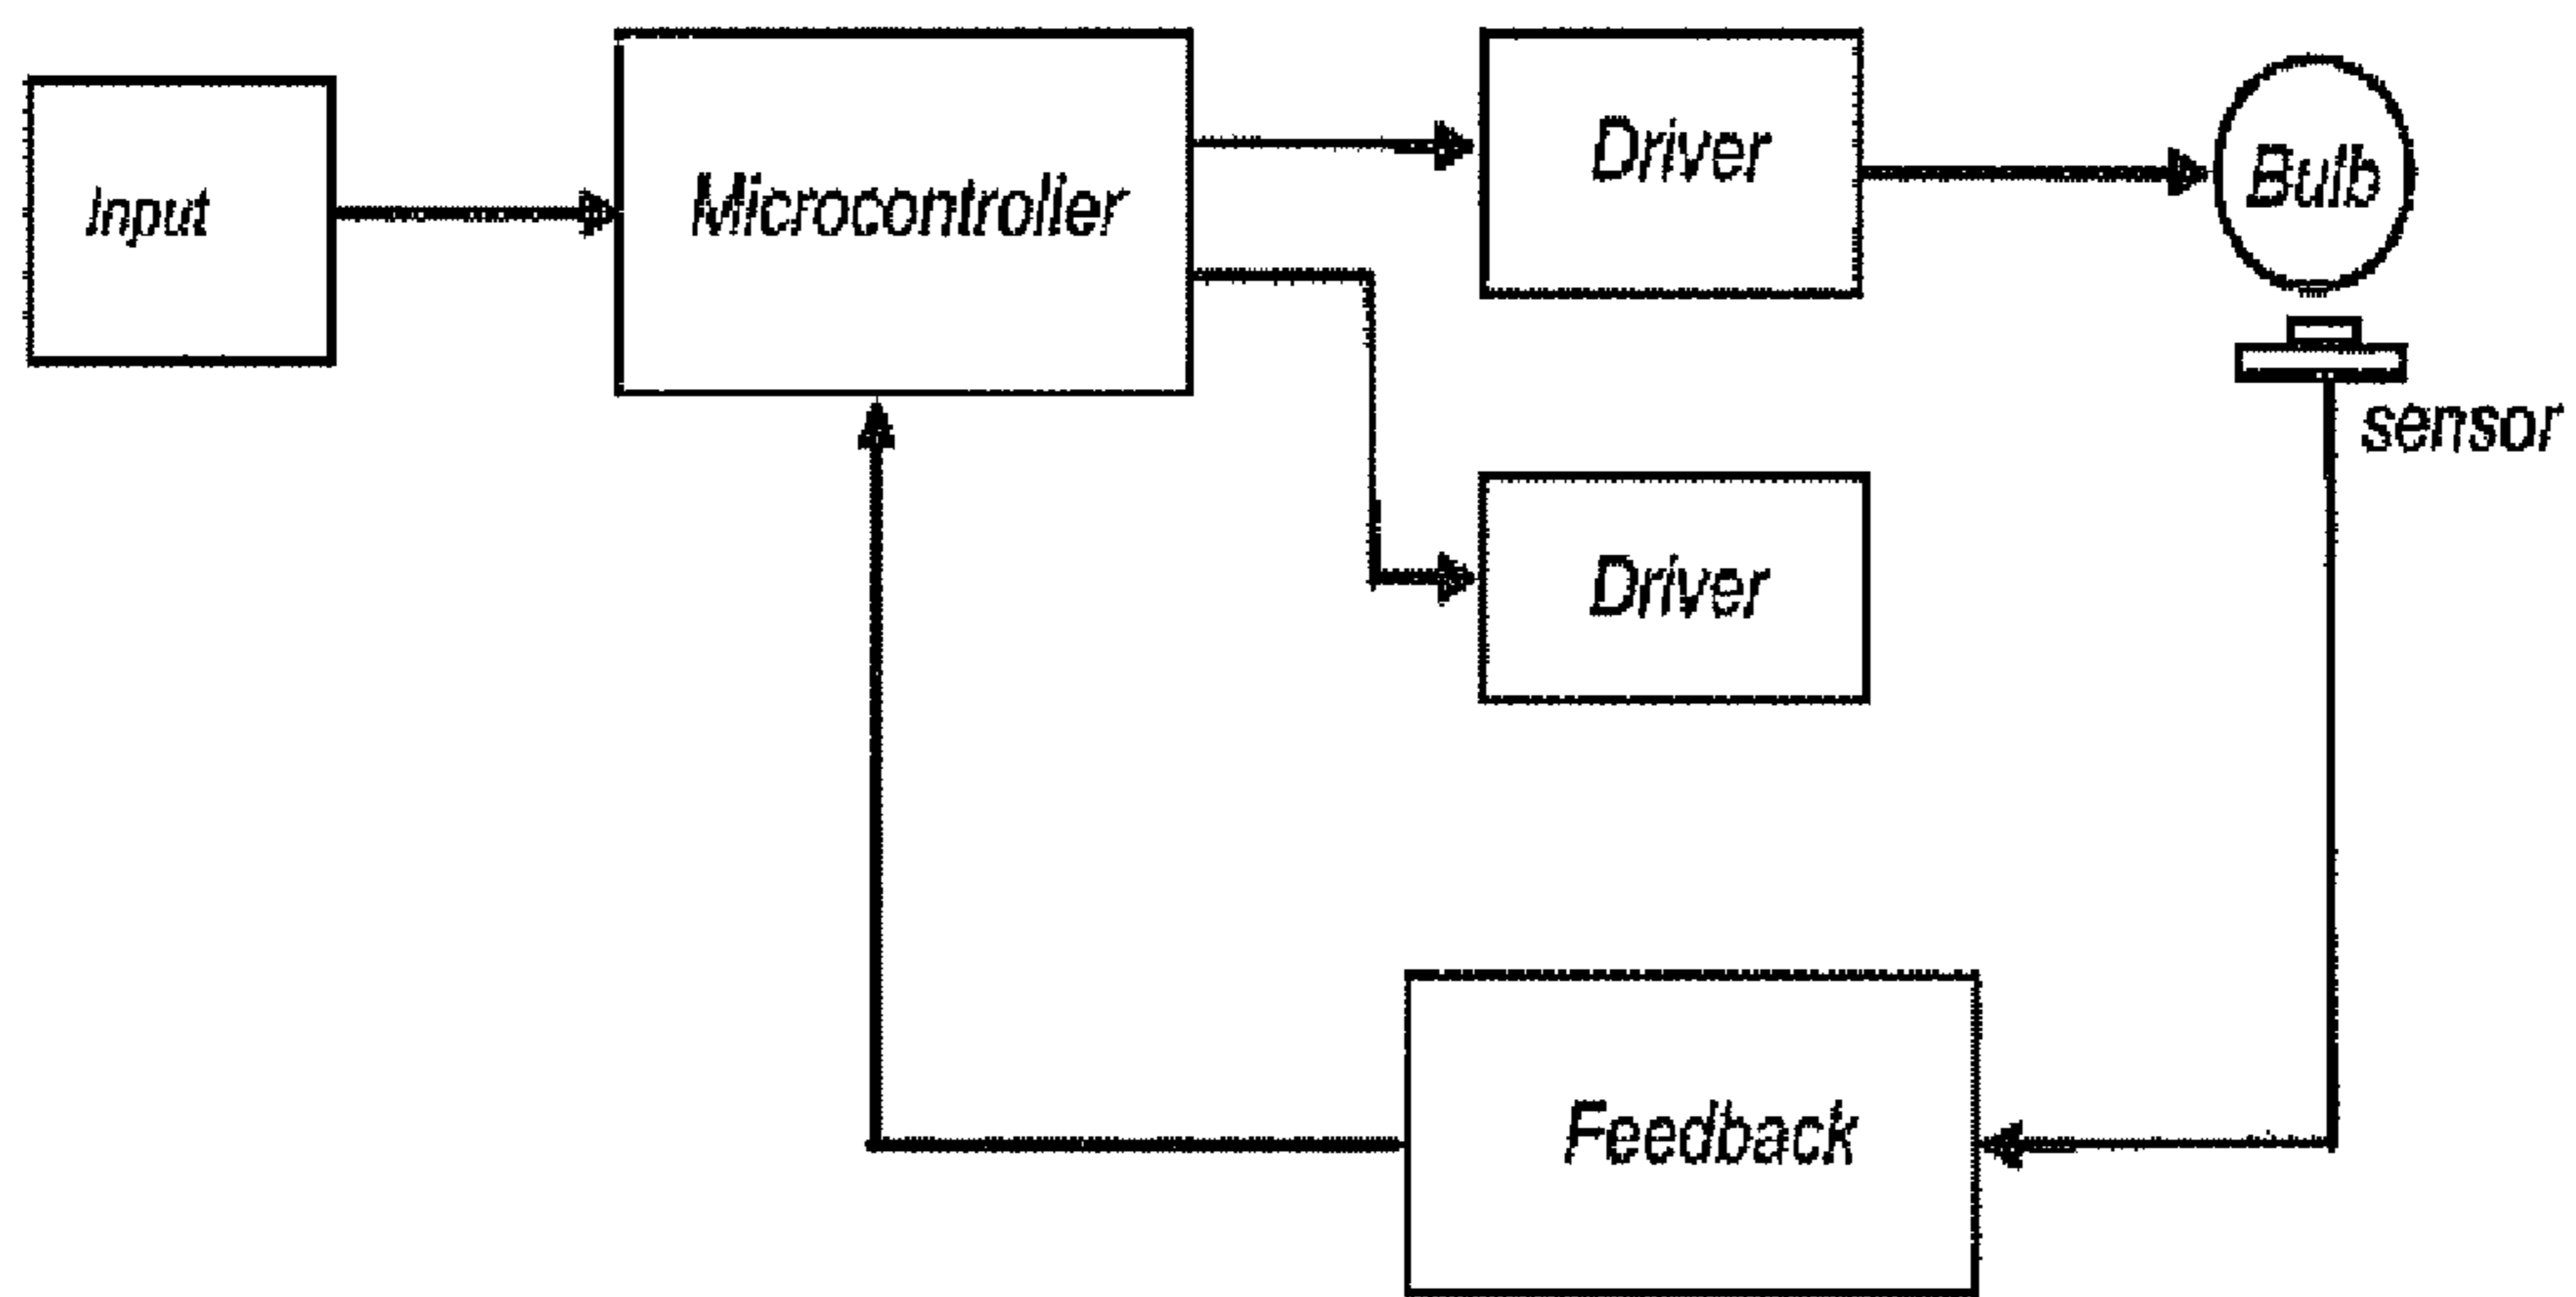 Input
Microcontroller
Driver
Bulb
sensor
Driver
Feedback